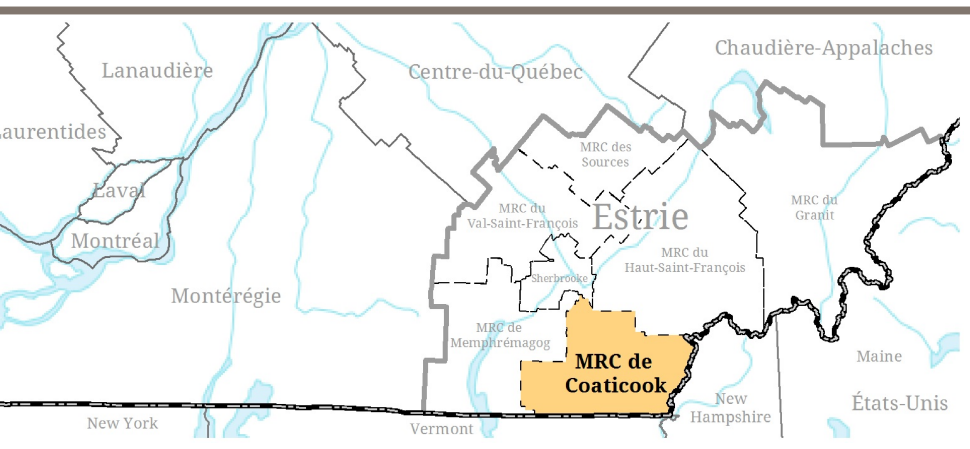 Chaudière-Appalaches
Lanaudière
Centre-du-Québec
aurentides
MRC des
Sources
Laval
MRC du
Val-Saint-François
Estrie
MRC du
Granit
Montréal
MRC du
Haut-Saint-François
Sherbrooke
Montérégie
MRC de
Memphrémagog
MRC de
Coaticook
Maine
États-Unis
New
Hampshire
New York
Vermont